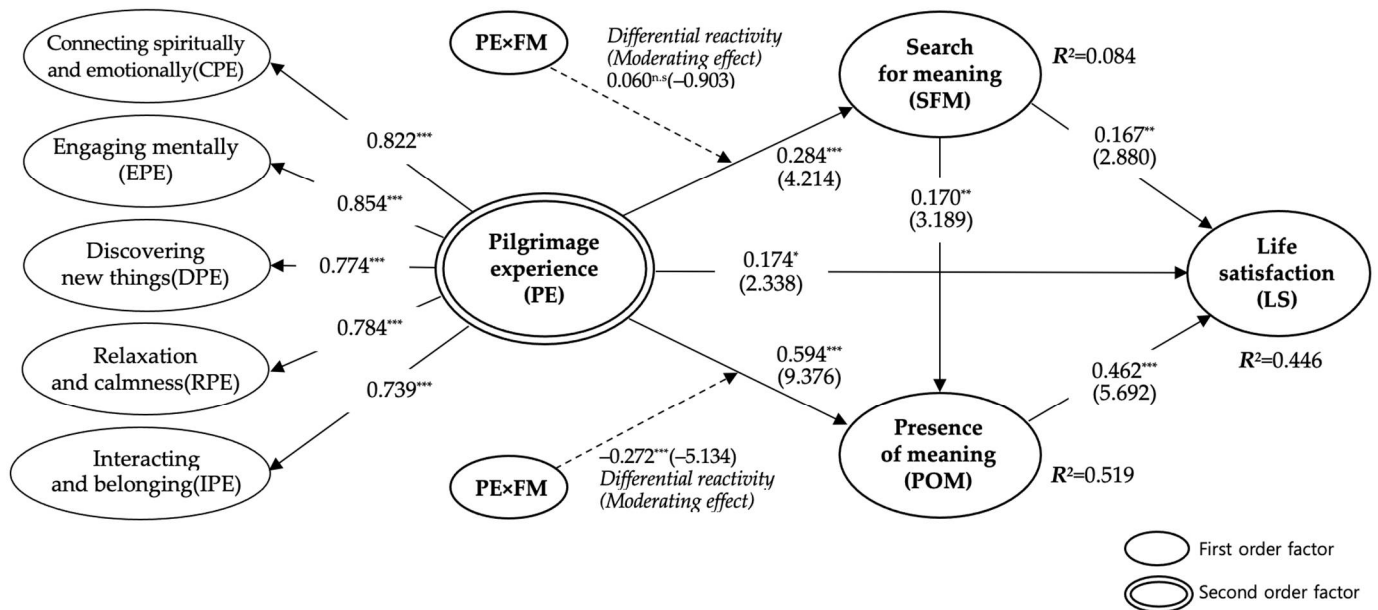 Connecting spiritually
and emotionally(CPE)
Engaging mentally
(EPE)
Discovering
new things(DPE)
Relaxation
and calmness(RPE)
Interacting
and belonging(IPE)
0.822***
0.854***
0.774***
0.784***
0.739***
Pilgrimage
experience
(PE)
PE×FM
Differential reactivity
(Moderating effect)
0.060n.s(−0.903)
0.284***
(4.214)
Search
for meaning
(SFM)
R²=0.084
0.167**
(2.880)
0.170**
(3.189)
0.174*
(2.338)
Life
satisfaction
(LS)
R²=0.446
0.594***
(9.376)
0.462***
(5.692)
PE×FM
−0.272***(−5.134)
Differential reactivity
(Moderating effect)
Presence
of meaning
(POM)
R²=0.519
First order factor
Second order factor